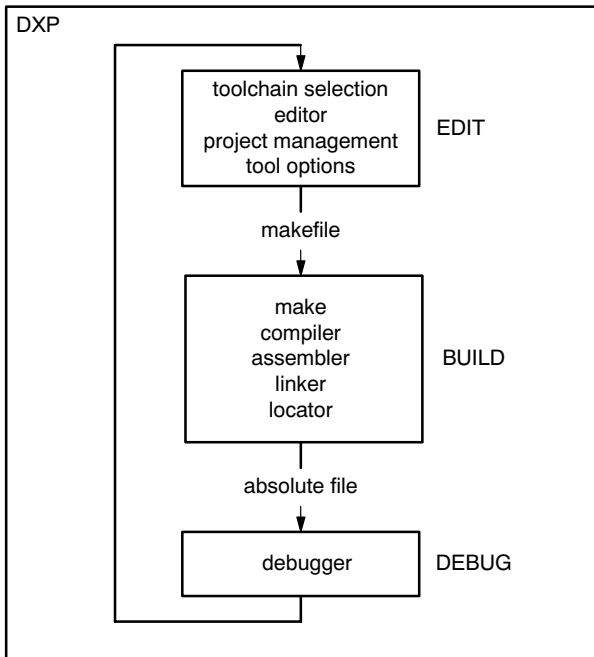 DXP
toolchain selection
editor
project management
tool options
EDIT
makefile
make
compiler
assembler
linker
locator
BUILD
absolute file
debugger
DEBUG